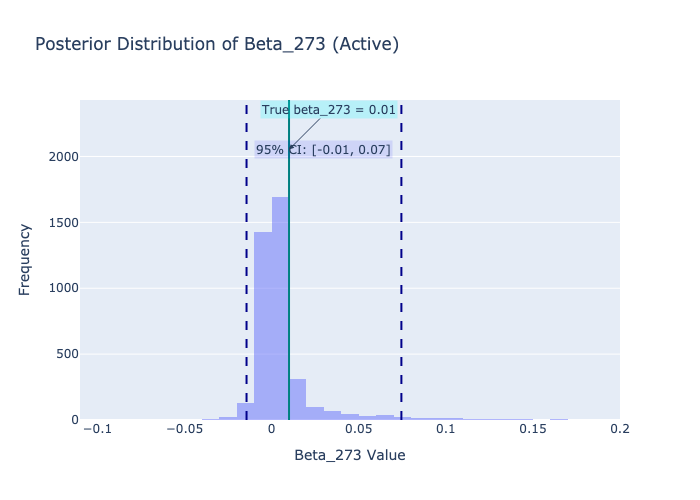 Posterior Distribution of Beta_273 (Active)
True beta_273 = 0.01
95% CI: [-0.01, 0.07]
2000
1500
1000
500
0
Frequency
−0.1
−0.05
0
0.05
0.1
0.15
0.2
Beta_273 Value